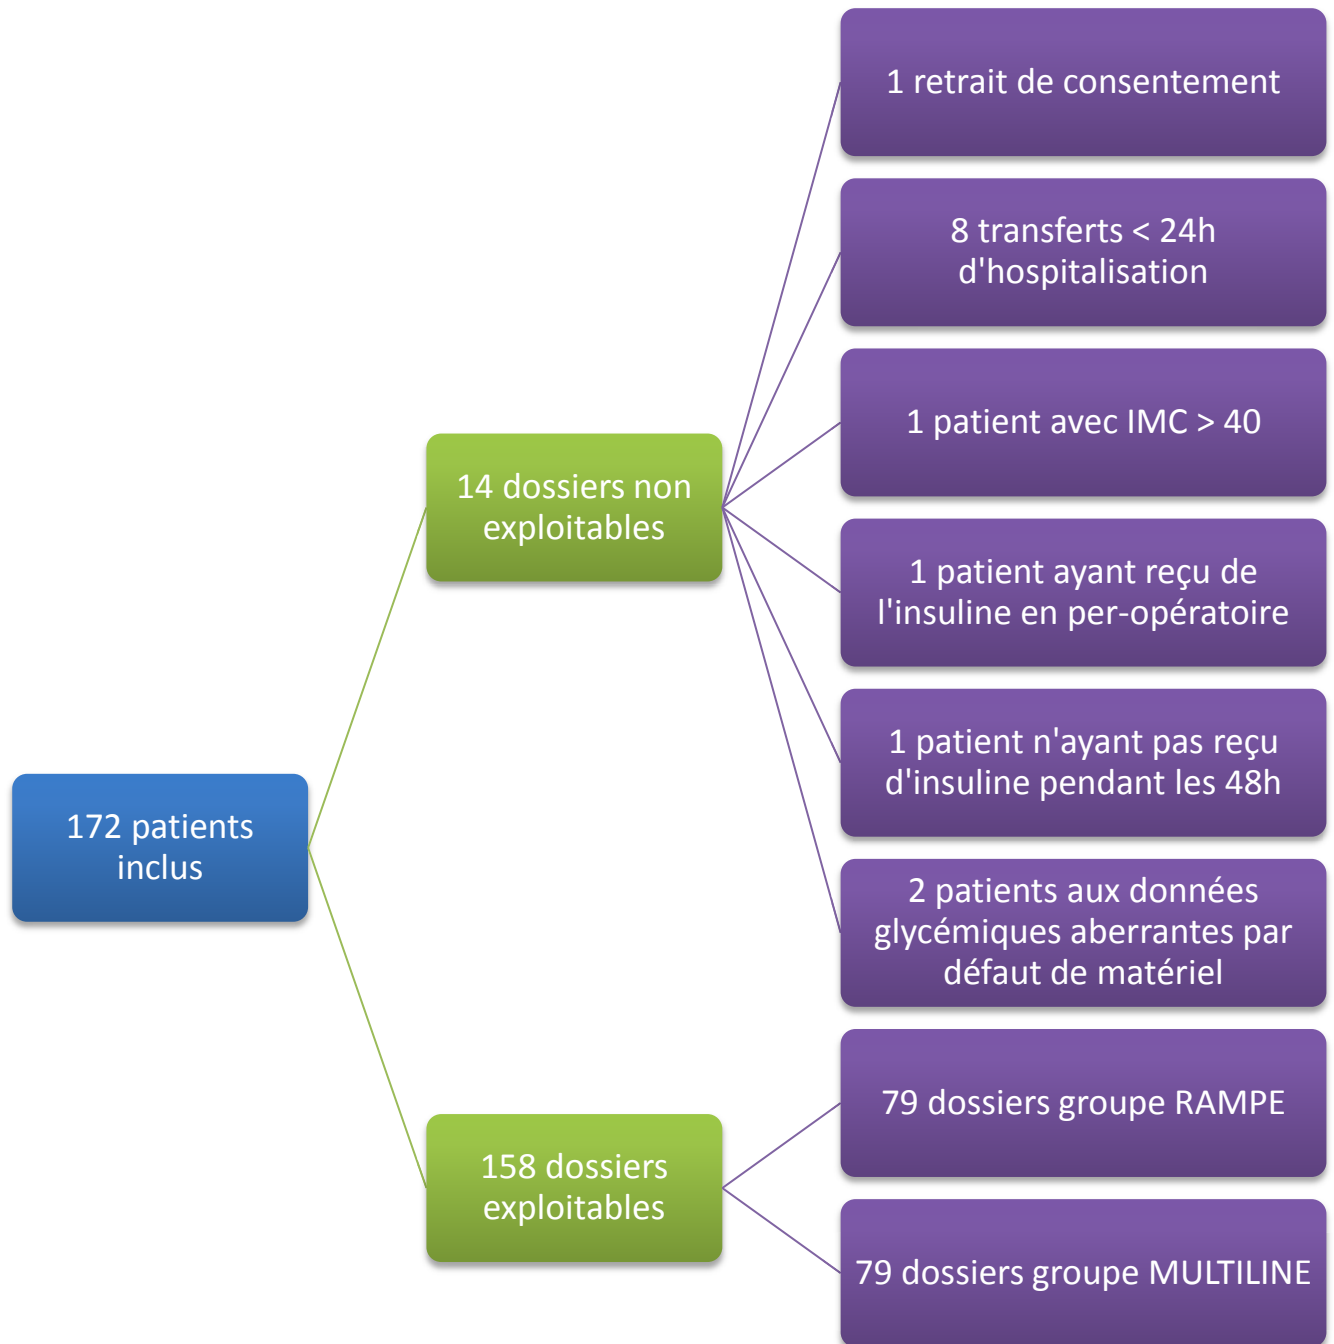 172 patients
inclus
14 dossiers non
exploitables
1 retrait de consentement
8 transferts < 24h
d'hospitalisation
1 patient avec IMC > 40
1 patient ayant reçu de
l'insuline en per-opératoire
1 patient n'ayant pas reçu
d'insuline pendant les 48h
2 patients aux données
glycémiques aberrantes par
défaut de matériel
158 dossiers
exploitables
79 dossiers groupe RAMPE
79 dossiers groupe MULTILINE